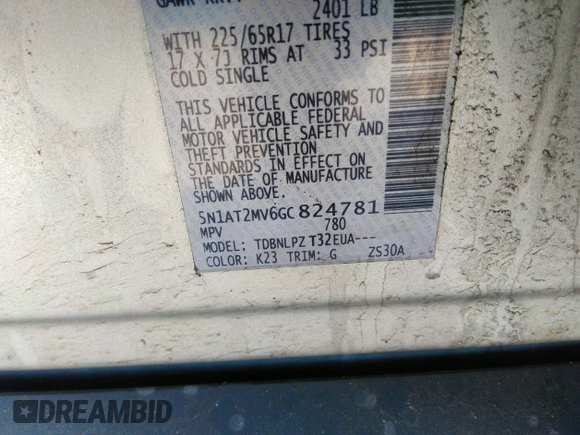 2401 LB
WITH 225/65R17 TIRES
17 X 7J RIMS AT 33 PSI
COLD SINGLE
THIS VEHICLE CONFORMS TO
ALL APPLICABLE FEDERAL
MOTOR VEHICLE SAFETY AND
THEFT PREVENTION
STANDARDS IN EFFECT ON
THE DATE OF MANUFACTURE
SHOWN ABOVE.
5N1AT2MV6GC824781
MPV 780
MODEL: TDBNLPZ T32EUA---
COLOR: K23 TRIM: G ZS30A
DREAMBID